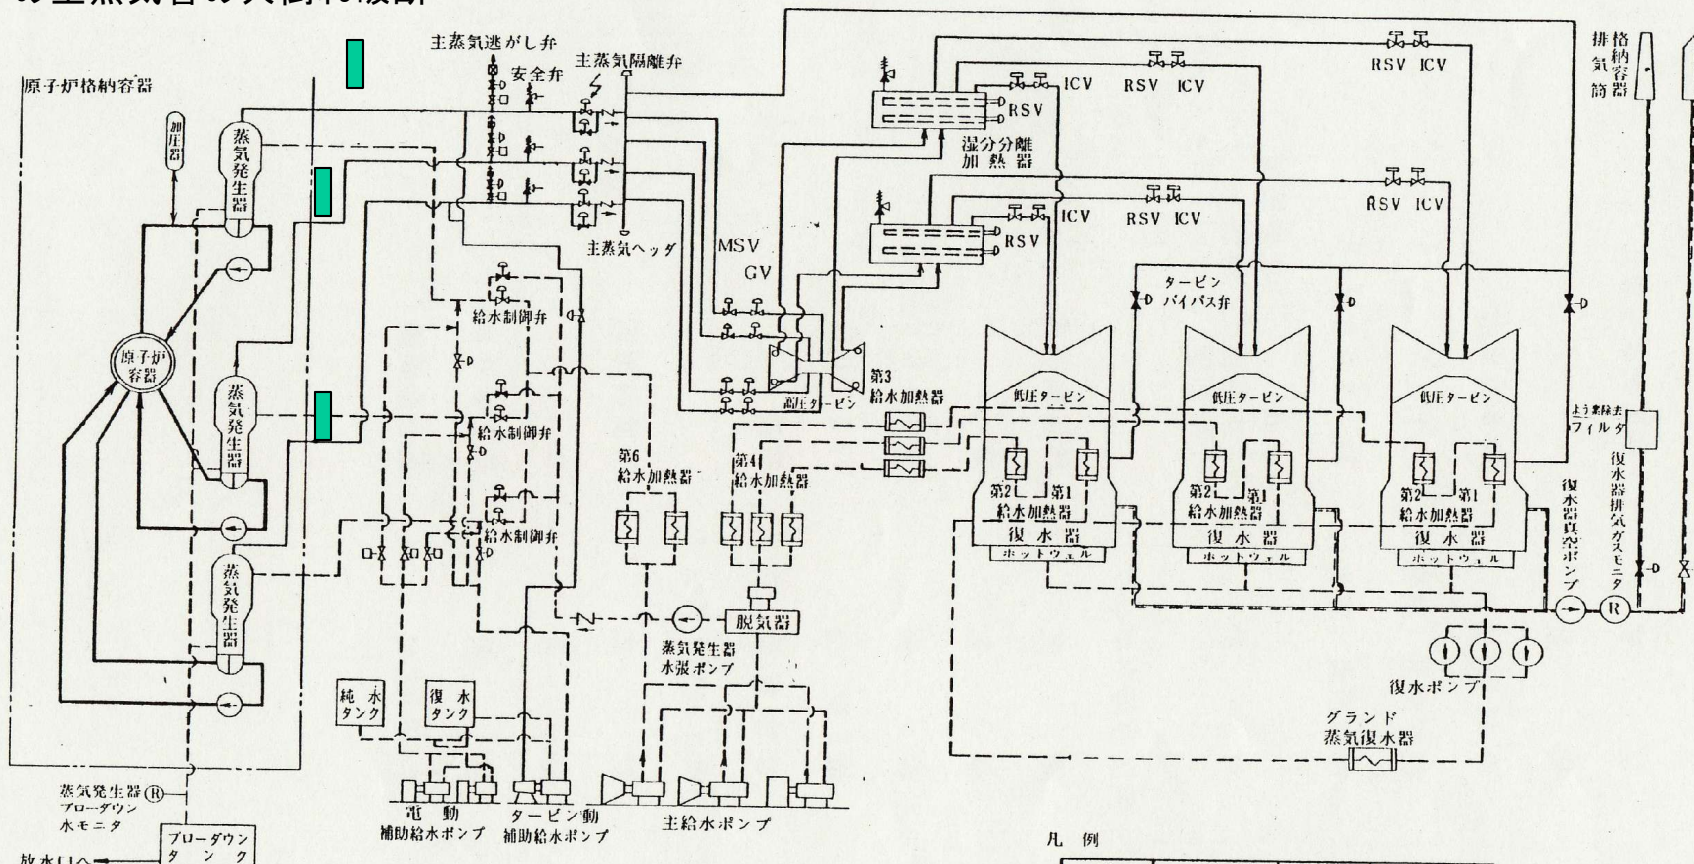 原子炉格納容器
主蒸気逃がし弁
安全弁
主蒸気隔離弁
加圧器
蒸気発生器
原子炉
容器
蒸気発生器
蒸気発生器
主蒸気ヘッダ
MSV
GV
RSV ICV
RSV ICV
ICV
RSV
湿分分離
加熱器
RSV ICV
RSV ICV
ICV
RSV
格納容器
排気筒
給水制御弁
給水制御弁
給水制御弁
タービン
バイパス弁
高圧タービン
第3
給水加熱器
低圧タービン
低圧タービン
低圧タービン
よう素除去
フィルタ
第6
給水加熱器
第4
給水加熱器
第2 第1
給水加熱器
復水器
ホットウェル
第2 第1
給水加熱器
復水器
ホットウェル
第2 第1
給水加熱器
復水器
ホットウェル
復水器真空ポンプ
復水器排気ガスモニタ
R
脱気器
蒸気発生器
水張ポンプ
復水ポンプ
グランド
蒸気復水器
純水
タンク
復水
タンク
電動
補助給水ポンプ
タービン動
補助給水ポンプ
主給水ポンプ
蒸気発生器 R
ブローダウン
水モニタ
ブローダウン
タンク
放水口へ
凡例